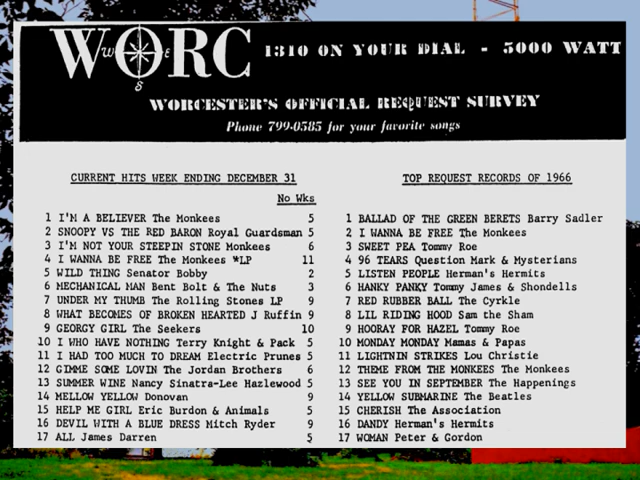 WORC
W E
S
1310 ON YOUR DIAL - 5000 WATT
WORCESTER'S OFFICIAL REQUEST SURVEY
Phone 799-0585 for your favorite songs
CURRENT HITS WEEK ENDING DECEMBER 31
No Wks
1 I'M A BELIEVER The Monkees 5
2 SNOOPY VS THE RED BARON Royal Guardsman 5
3 I'M NOT YOUR STEEPIN STONE Monkees 6
4 I WANNA BE FREE The Monkees *LP 11
5 WILD THING Senator Bobby 2
6 MECHANICAL MAN Bent Bolt & The Nuts 3
7 UNDER MY THUMB The Rolling Stones LP 9
8 WHAT BECOMES OF BROKEN HEARTED J Ruffin 9
9 GEORGY GIRL The Seekers 10
10 I WHO HAVE NOTHING Terry Knight & Pack 5
11 I HAD TOO MUCH TO DREAM Electric Prunes 5
12 GIMME SOME LOVIN The Jordan Brothers 6
13 SUMMER WINE Nancy Sinatra-Lee Hazlewood 5
14 MELLOW YELLOW Donovan 9
15 HELP ME GIRL Eric Burdon & Animals 5
16 DEVIL WITH A BLUE DRESS Mitch Ryder 9
17 ALL James Darren 5
TOP REQUEST RECORDS OF 1966
1 BALLAD OF THE GREEN BERETS Barry Sadler
2 I WANNA BE FREE The Monkees
3 SWEET PEA Tommy Roe
4 96 TEARS Question Mark & Mysterians
5 LISTEN PEOPLE Herman's Hermits
6 HANKY PANKY Tommy James & Shondells
7 RED RUBBER BALL The Cyrkle
8 LIL RIDING HOOD Sam the Sham
9 HOORAY FOR HAZEL Tommy Roe
10 MONDAY MONDAY Mamas & Papas
11 LIGHTNIN STRIKES Lou Christie
12 THEME FROM THE MONKEES The Monkees
13 SEE YOU IN SEPTEMBER The Happenings
14 YELLOW SUBMARINE The Beatles
15 CHERISH The Association
16 DANDY Herman's Hermits
17 WOMAN Peter & Gordon